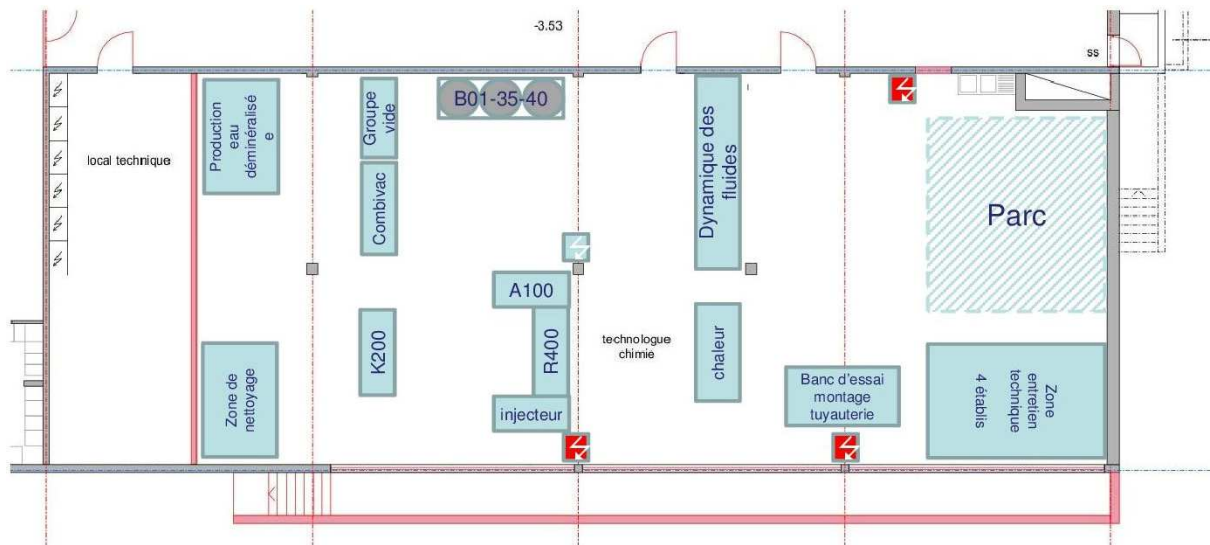 -3.53
ss
Production
eau
déminéralisé
e
Groupe
vide
B01-35-40
Dynamique des
fluides
local technique
Combivac
Parc
A100
K200
R400
technologue
chimie
chaleur
Zone de
nettoyage
injecteur
Banc d'essai
montage
tuyauterie
Zone
entretien
technique
4 établis